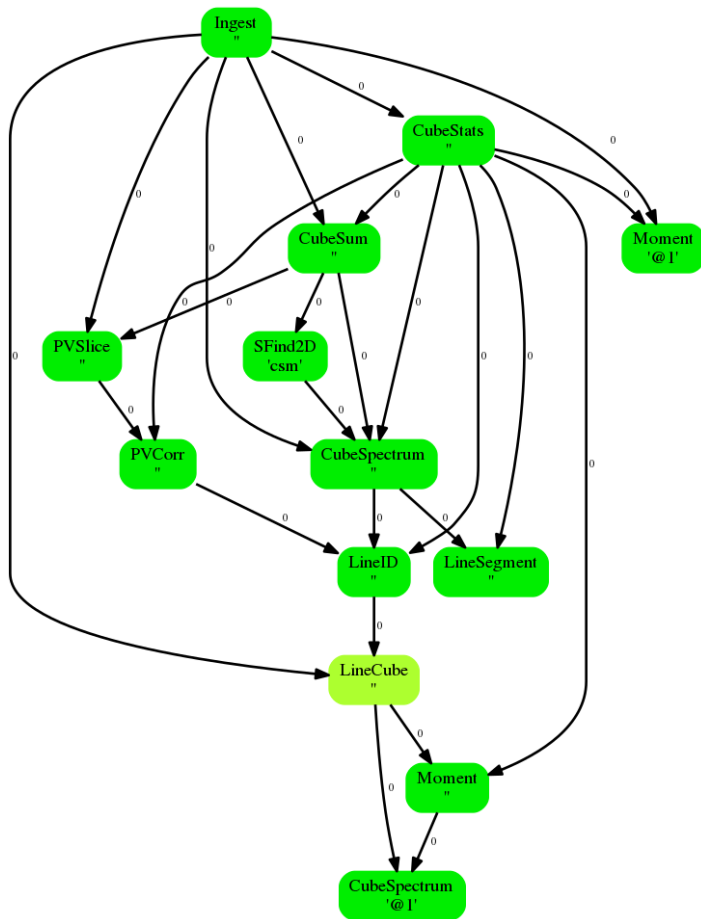 Ingest
''
0
0
0
0
CubeStats
''
0
0
0
0
CubeSum
''
Moment
'@1'
0
0
0
0
0
PVSlice
''
SFind2D
'csm'
0
0
0
0
0
PVCorr
''
CubeSpectrum
''
0
0
0
0
LineID
''
LineSegment
''
0
LineCube
''
0
Moment
''
0
0
CubeSpectrum
'@1'